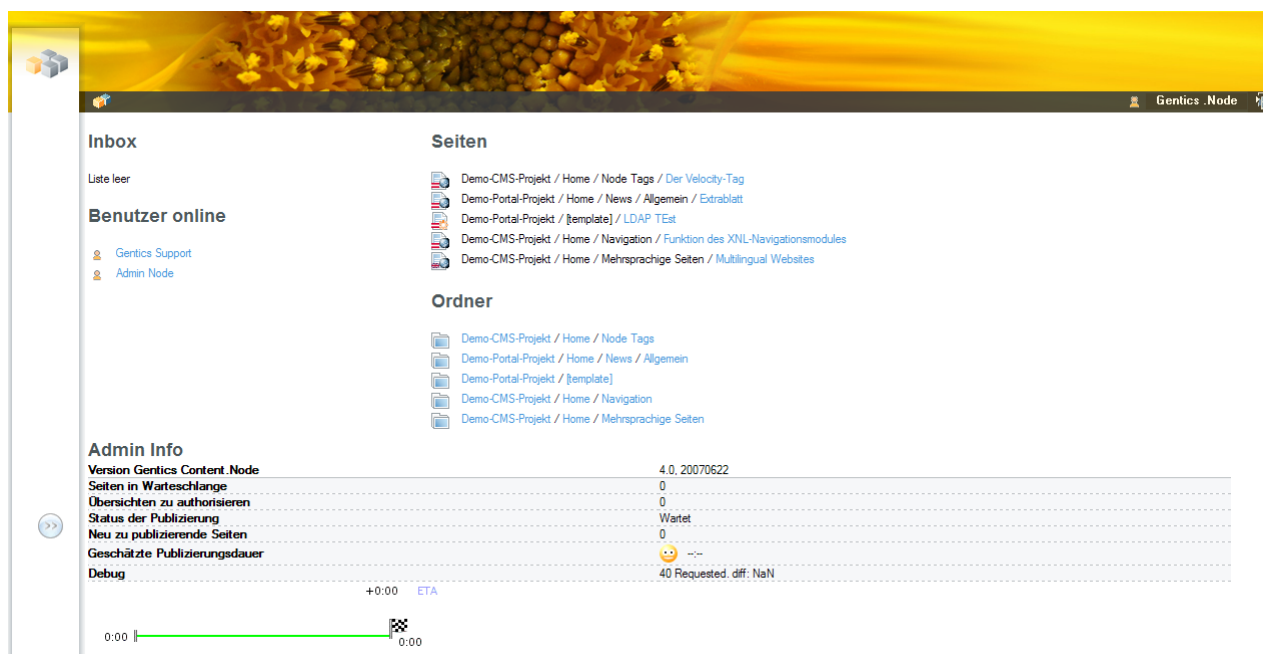 Gentics .Node
Inbox
Liste leer
Benutzer online
Gentics Support
Admin Node
Seiten
Demo-CMS-Projekt / Home / Node Tags / Der Velocity-Tag
Demo-Portal-Projekt / Home / News / Allgemein / Extrablatt
Demo-Portal-Projekt / [template] / LDAP TEst
Demo-CMS-Projekt / Home / Navigation / Funktion des XNL-Navigationsmodules
Demo-CMS-Projekt / Home / Mehrsprachige Seiten / Multilingual Websites
Ordner
Demo-CMS-Projekt / Home / Node Tags
Demo-Portal-Projekt / Home / News / Allgemein
Demo-Portal-Projekt / [template]
Demo-CMS-Projekt / Home / Navigation
Demo-CMS-Projekt / Home / Mehrsprachige Seiten
Admin Info
Version Gentics Content.Node 4.0, 20070622
Seiten in Warteschlange 0
Übersichten zu authorisieren 0
Status der Publizierung Wartet
Neu zu publizierende Seiten 0
Geschätzte Publizierungsdauer --:--
Debug 40 Requested. diff: NaN
+0:00 ETA
0:00
0:00